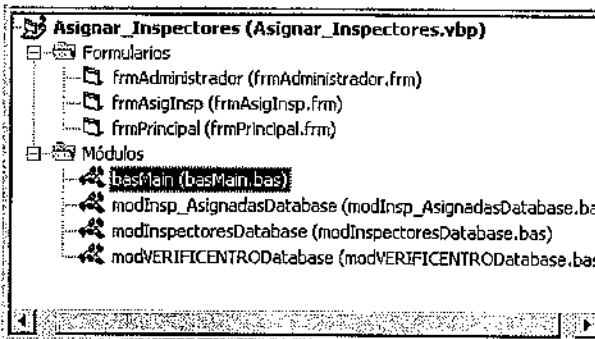 Asignar_Inspectores (Asignar_Inspectores.vbp)
Formularios
frmAdministrador (frmAdministrador.frm)
frmAsigInsp (frmAsigInsp.frm)
frmPrincipal (frmPrincipal.frm)
Módulos
basMain (basMain.bas)
modInsp_AsignadasDatabase (modInsp_AsignadasDatabase.ba
modInspectoresDatabase (modInspectoresDatabase.bas)
modVERIFICENTRODatabase (modVERIFICENTRODatabase.bas